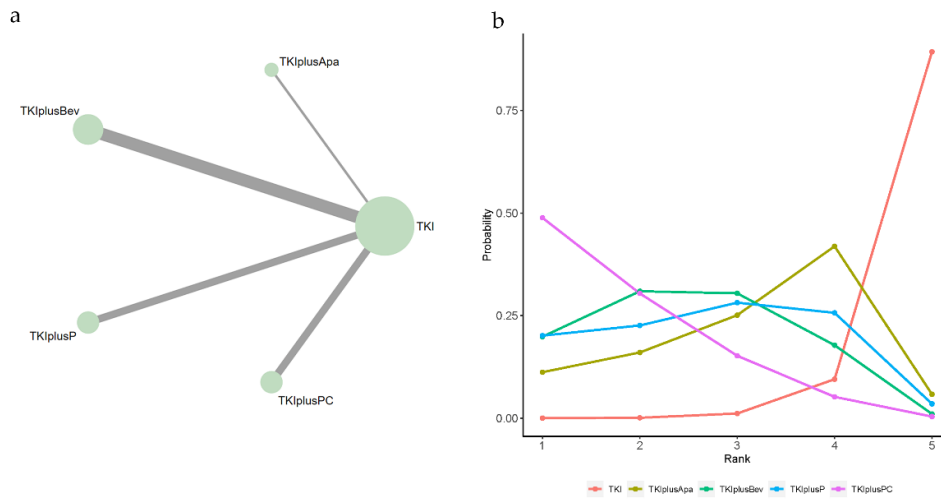 a
TKIplusApa
TKIplusBev
TKI
TKIplusP
TKIplusPC
b
Probability
0.75
0.50
0.25
0.00
1 2 3 4 5
Rank
TKI TKIplusApa TKIplusBev TKIplusP TKIplusPC